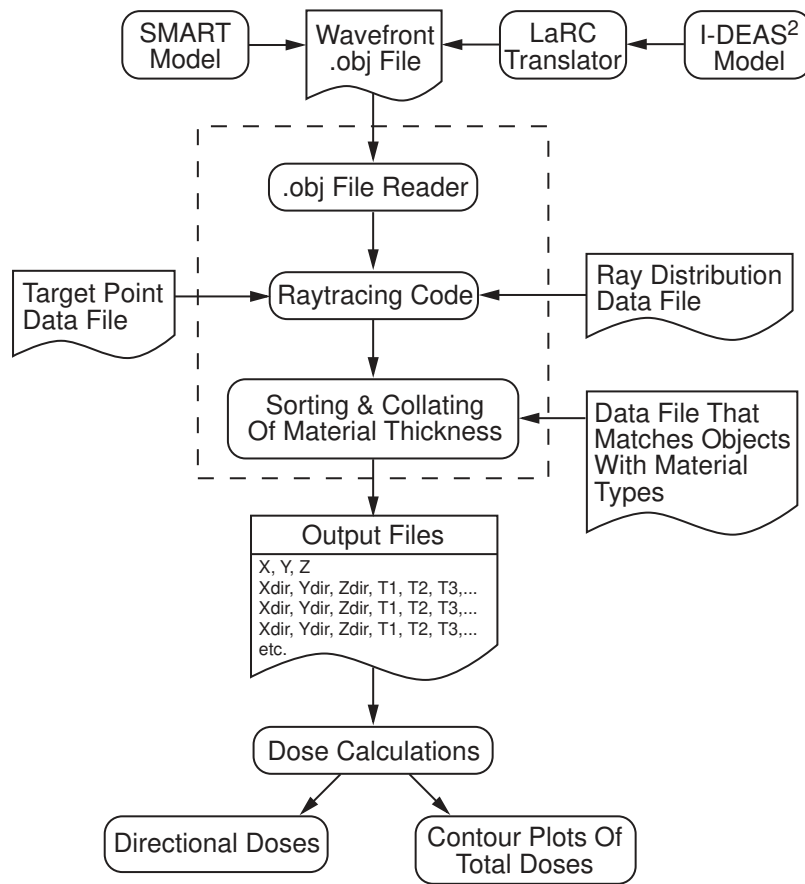 SMART
Model
Wavefront
.obj File
LaRC
Translator
I-DEAS²
Model
.obj File Reader
Target Point
Data File
Raytracing Code
Ray Distribution
Data File
Sorting & Collating
Of Material Thickness
Data File That
Matches Objects
With Material
Types
Output Files
X, Y, Z
Xdir, Ydir, Zdir, T1, T2, T3,...
Xdir, Ydir, Zdir, T1, T2, T3,...
Xdir, Ydir, Zdir, T1, T2, T3,...
etc.
Dose Calculations
Directional Doses
Contour Plots Of
Total Doses